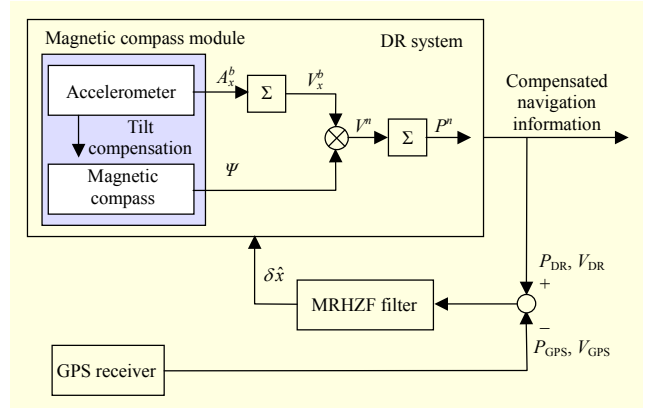 Magnetic compass module
DR system
Accelerometer
A_x^b
Σ
V_x^b
Tilt
compensation
V^n
Σ
P^n
Magnetic
compass
Ψ
Compensated
navigation
information
P_DR, V_DR
+
δx̂
MRHZF filter
−
P_GPS, V_GPS
GPS receiver